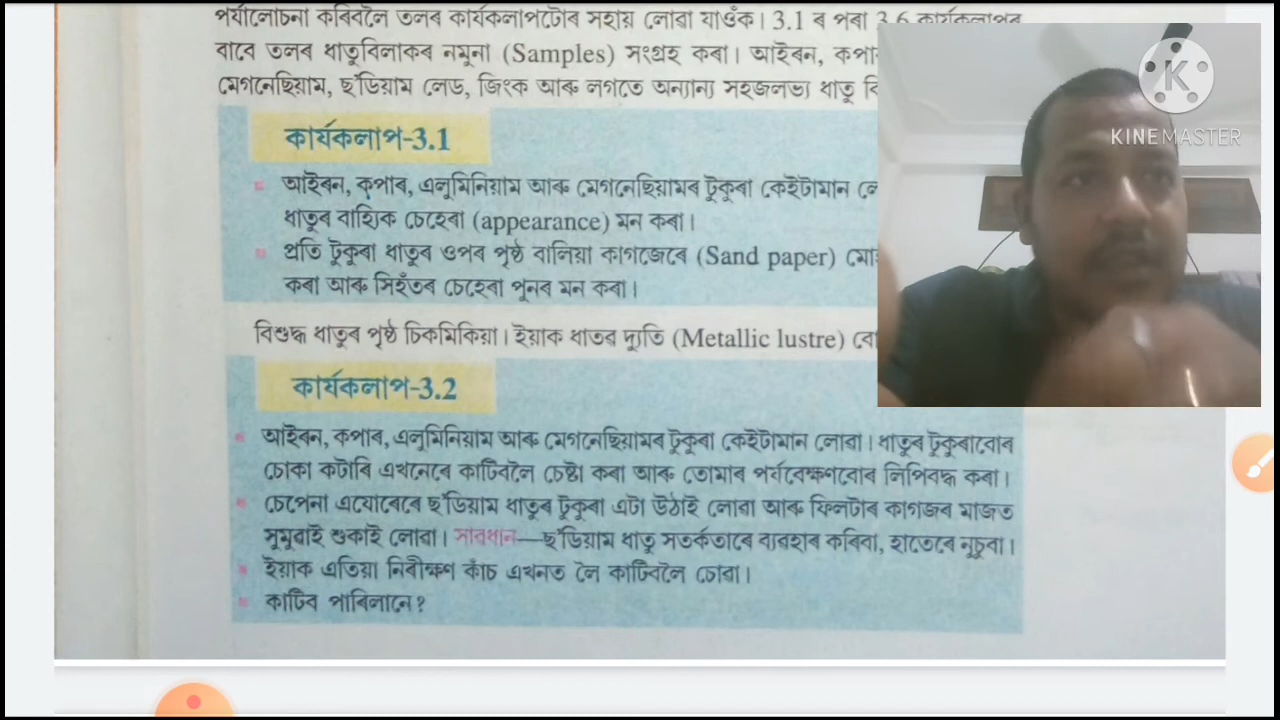 পৰ্যালোচনা কৰিবলৈ তলৰ কাৰ্যকলাপটোৰ সহায় লোৱা যাওঁক। 3.1 ৰ পৰা 3.6 কাৰ্যকলাপৰ
বাবে তলৰ ধাতুবিলাকৰ নমুনা (Samples) সংগ্ৰহ কৰা। আইৰন,
মেগনেছিয়াম, ছ'ডিয়াম লেড, জিংক আৰু লগতে অন্যান্য সহজলভ্য ধাতু
KINEMASTER
কাৰ্যকলাপ-3.1
আইৰন, কপাৰ, এলুমিনিয়াম আৰু মেগনেছিয়ামৰ টুকুৰা কেইটামান
ধাতুৰ বাহ্যিক চেহেৰা (appearance) মন কৰা।
প্ৰতি টুকুৰা ধাতুৰ ওপৰ পৃষ্ঠ বালিয়া কাগজেৰে (Sand paper)
কৰা আৰু সিহঁতৰ চেহেৰা পুনৰ মন কৰা।
বিশুদ্ধ ধাতুৰ পৃষ্ঠ চিকমিকিয়া। ইয়াক ধাতৱ দ্যুতি (Metallic lustre)
কাৰ্যকলাপ-3.2
আইৰন, কপাৰ, এলুমিনিয়াম আৰু মেগনেছিয়ামৰ টুকুৰা কেইটামান লোৱা। ধাতুৰ টুকুৰাবোৰ
চোকা কটাৰি এখনেৰে কাটিবলৈ চেষ্টা কৰা আৰু তোমাৰ পৰ্যবেক্ষণবোৰ লিপিবদ্ধ কৰা।
চেপেনা এযোৰেৰে ছ'ডিয়াম ধাতুৰ টুকুৰা এটা উঠাই লোৱা আৰু ফিলটাৰ কাগজৰ মাজত
সুমুৱাই শুকাই লোৱা। সাৱধান—ছ'ডিয়াম ধাতু সতৰ্কতাৰে ব্যৱহাৰ কৰিবা, হাতেৰে নুচুবা।
ইয়াক এতিয়া নিৰীক্ষণ কাঁচ এখনত লৈ কাটিবলৈ চোৱা।
কাটিব পাৰিলানে?